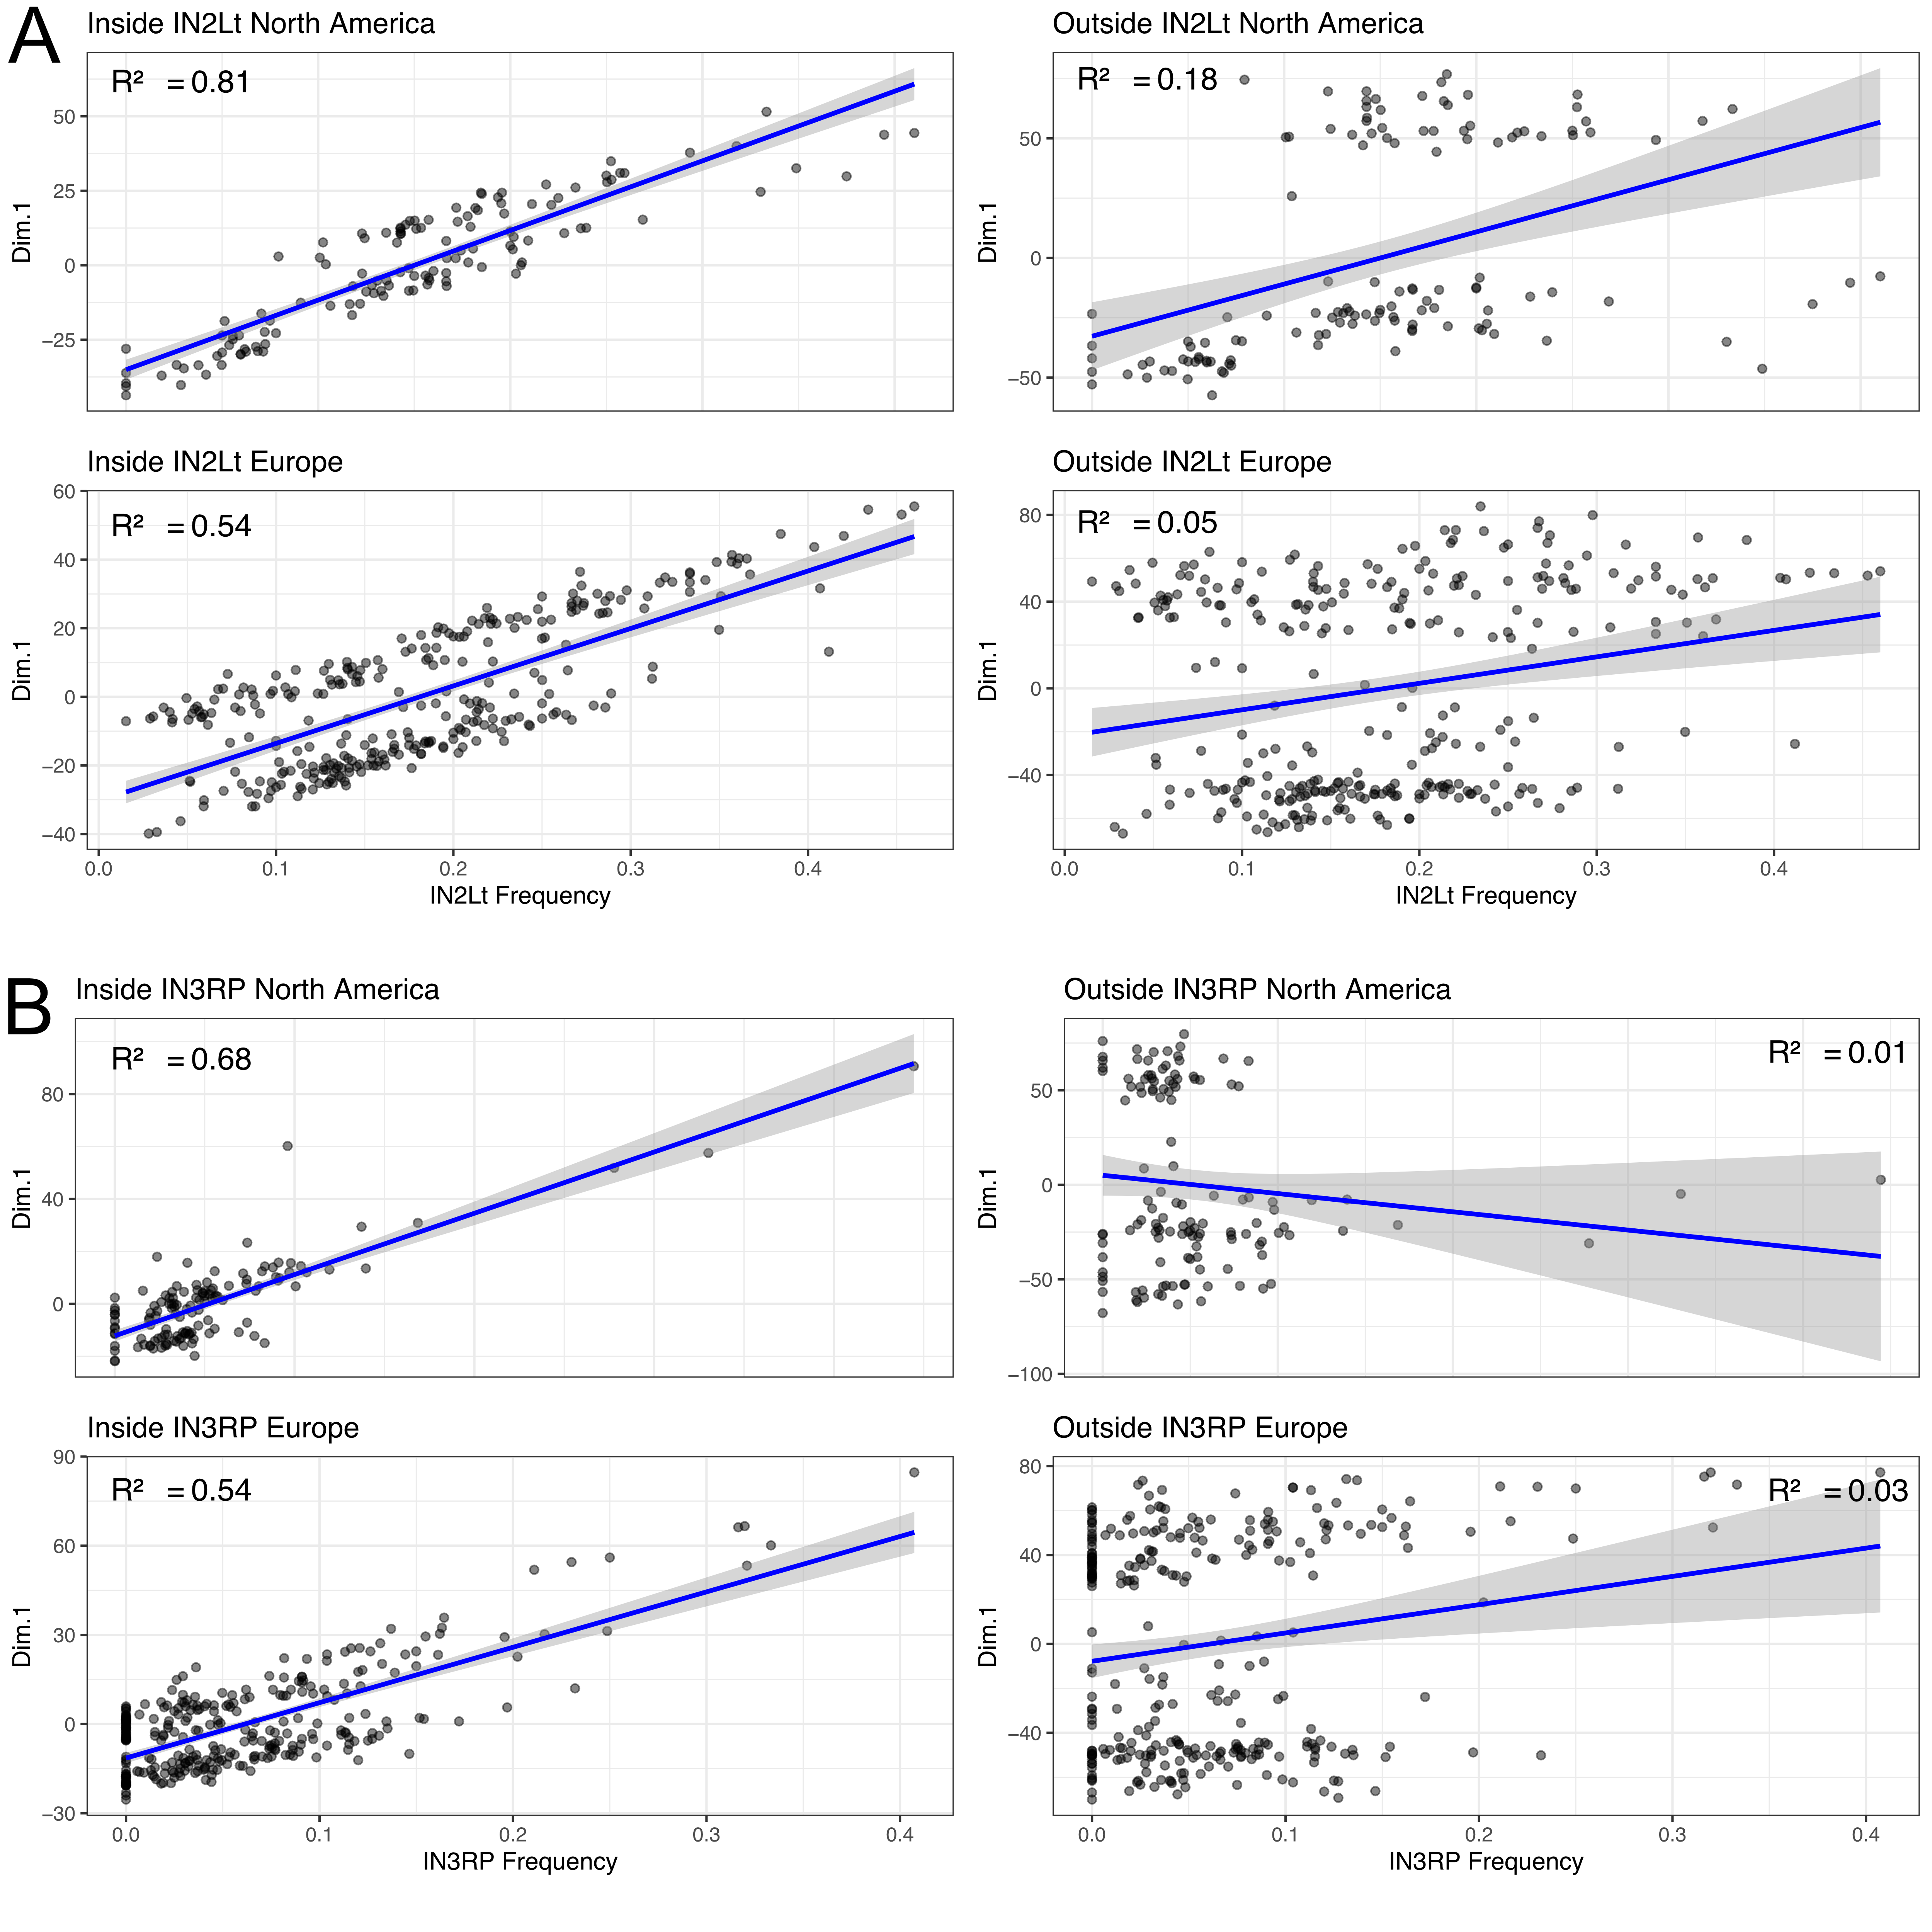 A
Inside IN2Lt North America
R² = 0.81
Dim.1
50
25
0
−25
Outside IN2Lt North America
R² = 0.18
Dim.1
50
0
−50
Inside IN2Lt Europe
R² = 0.54
Dim.1
60
40
20
0
−20
−40
0.0 0.1 0.2 0.3 0.4
IN2Lt Frequency
Outside IN2Lt Europe
R² = 0.05
Dim.1
80
40
0
−40
0.0 0.1 0.2 0.3 0.4
IN2Lt Frequency
B
Inside IN3RP North America
R² = 0.68
Dim.1
80
40
0
Outside IN3RP North America
R² = 0.01
Dim.1
50
0
−50
−100
Inside IN3RP Europe
R² = 0.54
Dim.1
90
60
30
0
−30
0.0 0.1 0.2 0.3 0.4
IN3RP Frequency
Outside IN3RP Europe
R² = 0.03
Dim.1
80
40
0
−40
0.0 0.1 0.2 0.3 0.4
IN3RP Frequency